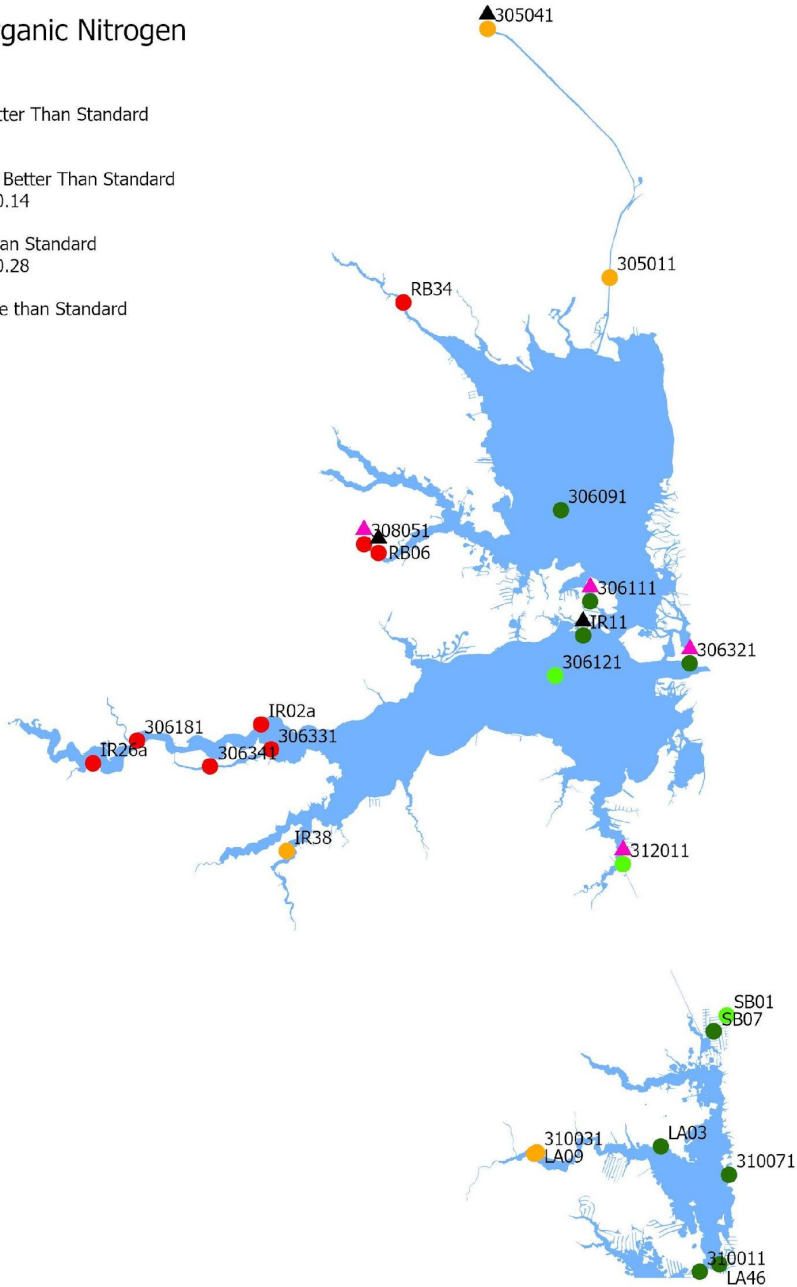 rganic Nitrogen
305041
tter Than Standard
Better Than Standard
0.14
an Standard
0.28
305011
RB34
e than Standard
306091
308051
RB06
306111
IR11
306321
306121
IR02a
306181
306331
IR26a
306341
IR38
312011
SB01
SB07
LA03
310031
LA09
310071
310011
LA46